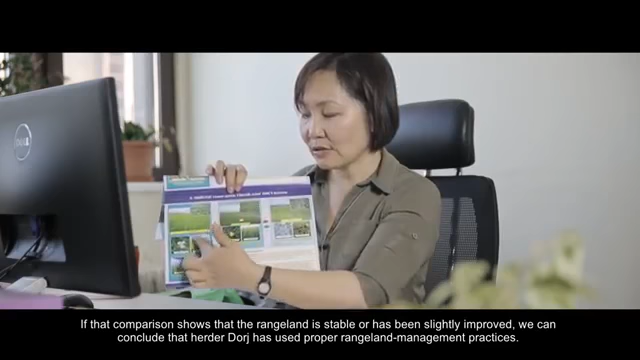 DELL
If that comparison shows that the rangeland is stable or has been slightly improved, we can
conclude that herder Dorj has used proper rangeland-management practices.